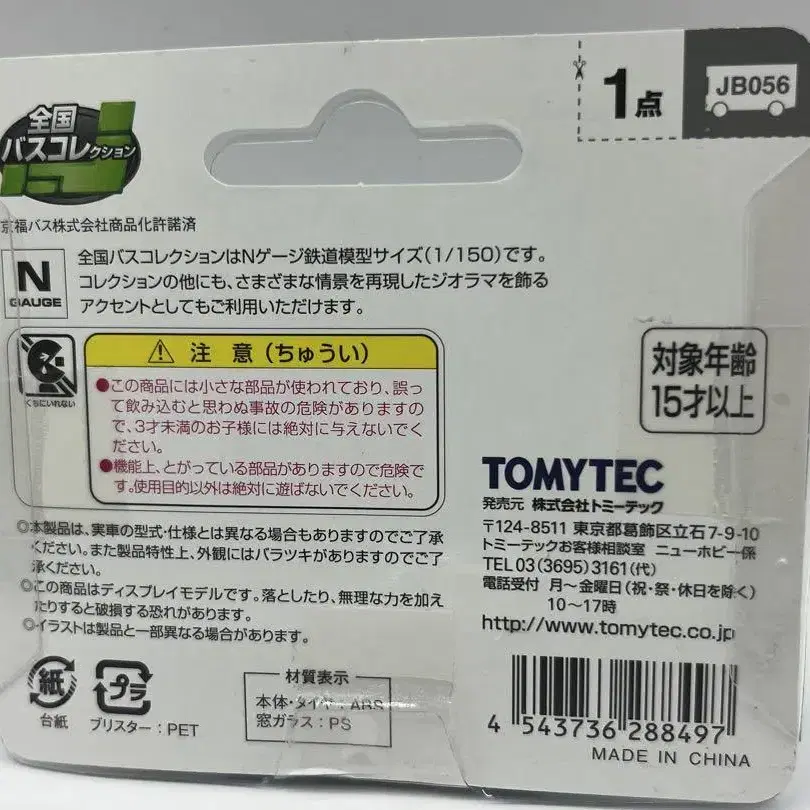 全国
バスコレクション
1点
JB056
京福バス株式会社商品化許諾済
N
GAUGE
全国バスコレクションはNゲージ鉄道模型サイズ(1/150)です。
コレクションの他にも、さまざまな情景を再現したジオラマを飾る
アクセントとしてもご利用いただけます。
くちにいれない
注 意(ちゅうい)
●この商品には小さな部品が使われており、誤っ
て飲み込むと思わぬ事故の危険がありますの
で、3才未満のお子様には絶対に与えないでく
ださい。
●機能上、とがっている部品がありますので危険で
す。使用目的以外は絶対に遊ばないでください。
対象年齢
15才以上
◎本製品は、実車の型式・仕様とは異なる場合もありますのでご了承
ください。また製品特性上、外観にはバラツキがありますのでご了
承ください。
◎この商品はディスプレイモデルです。落としたり、無理な力を加え
たりすると破損する恐れがあります。
◎イラストは製品と一部異なる場合があります。
TOMYTEC
発売元 株式会社トミーテック
〒124-8511 東京都葛飾区立石7-9-10
トミーテックお客様相談室 ニューホビー係
TEL 03(3695)3161(代)
電話受付 月〜金曜日(祝・祭・休日を除く)
10〜17時
http://www.tomytec.co.jp
紙
台紙
プラ
ブリスター:PET
材質表示
本体・タイヤ:ABS
窓ガラス:PS
4 543736 288497
MADE IN CHINA